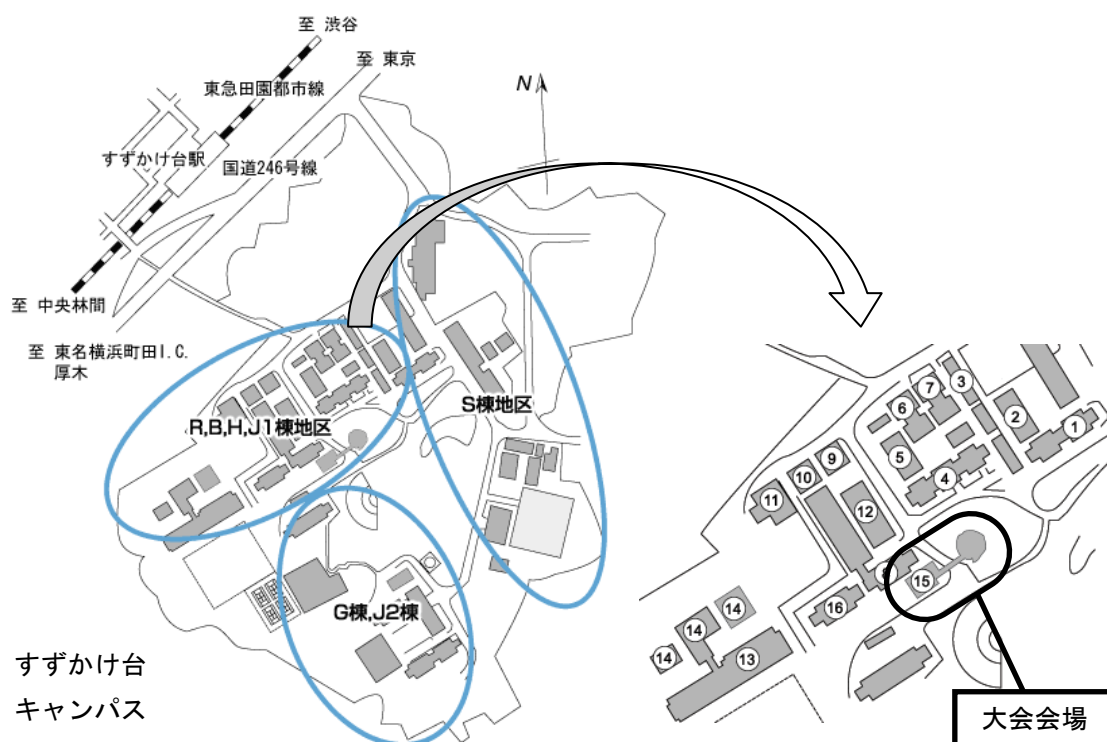 至 渋谷
至 東京
東急田園都市線
N
すずかけ台駅
国道246号線
至 中央林間
至 東名横浜町田I.C.
厚木
S棟地区
R,B,H,J1棟地区
G棟,J2棟
すずかけ台
キャンパス
7
3
6
2
1
5
9
4
10
11
12
15
16
14
14
14
13
大会会場